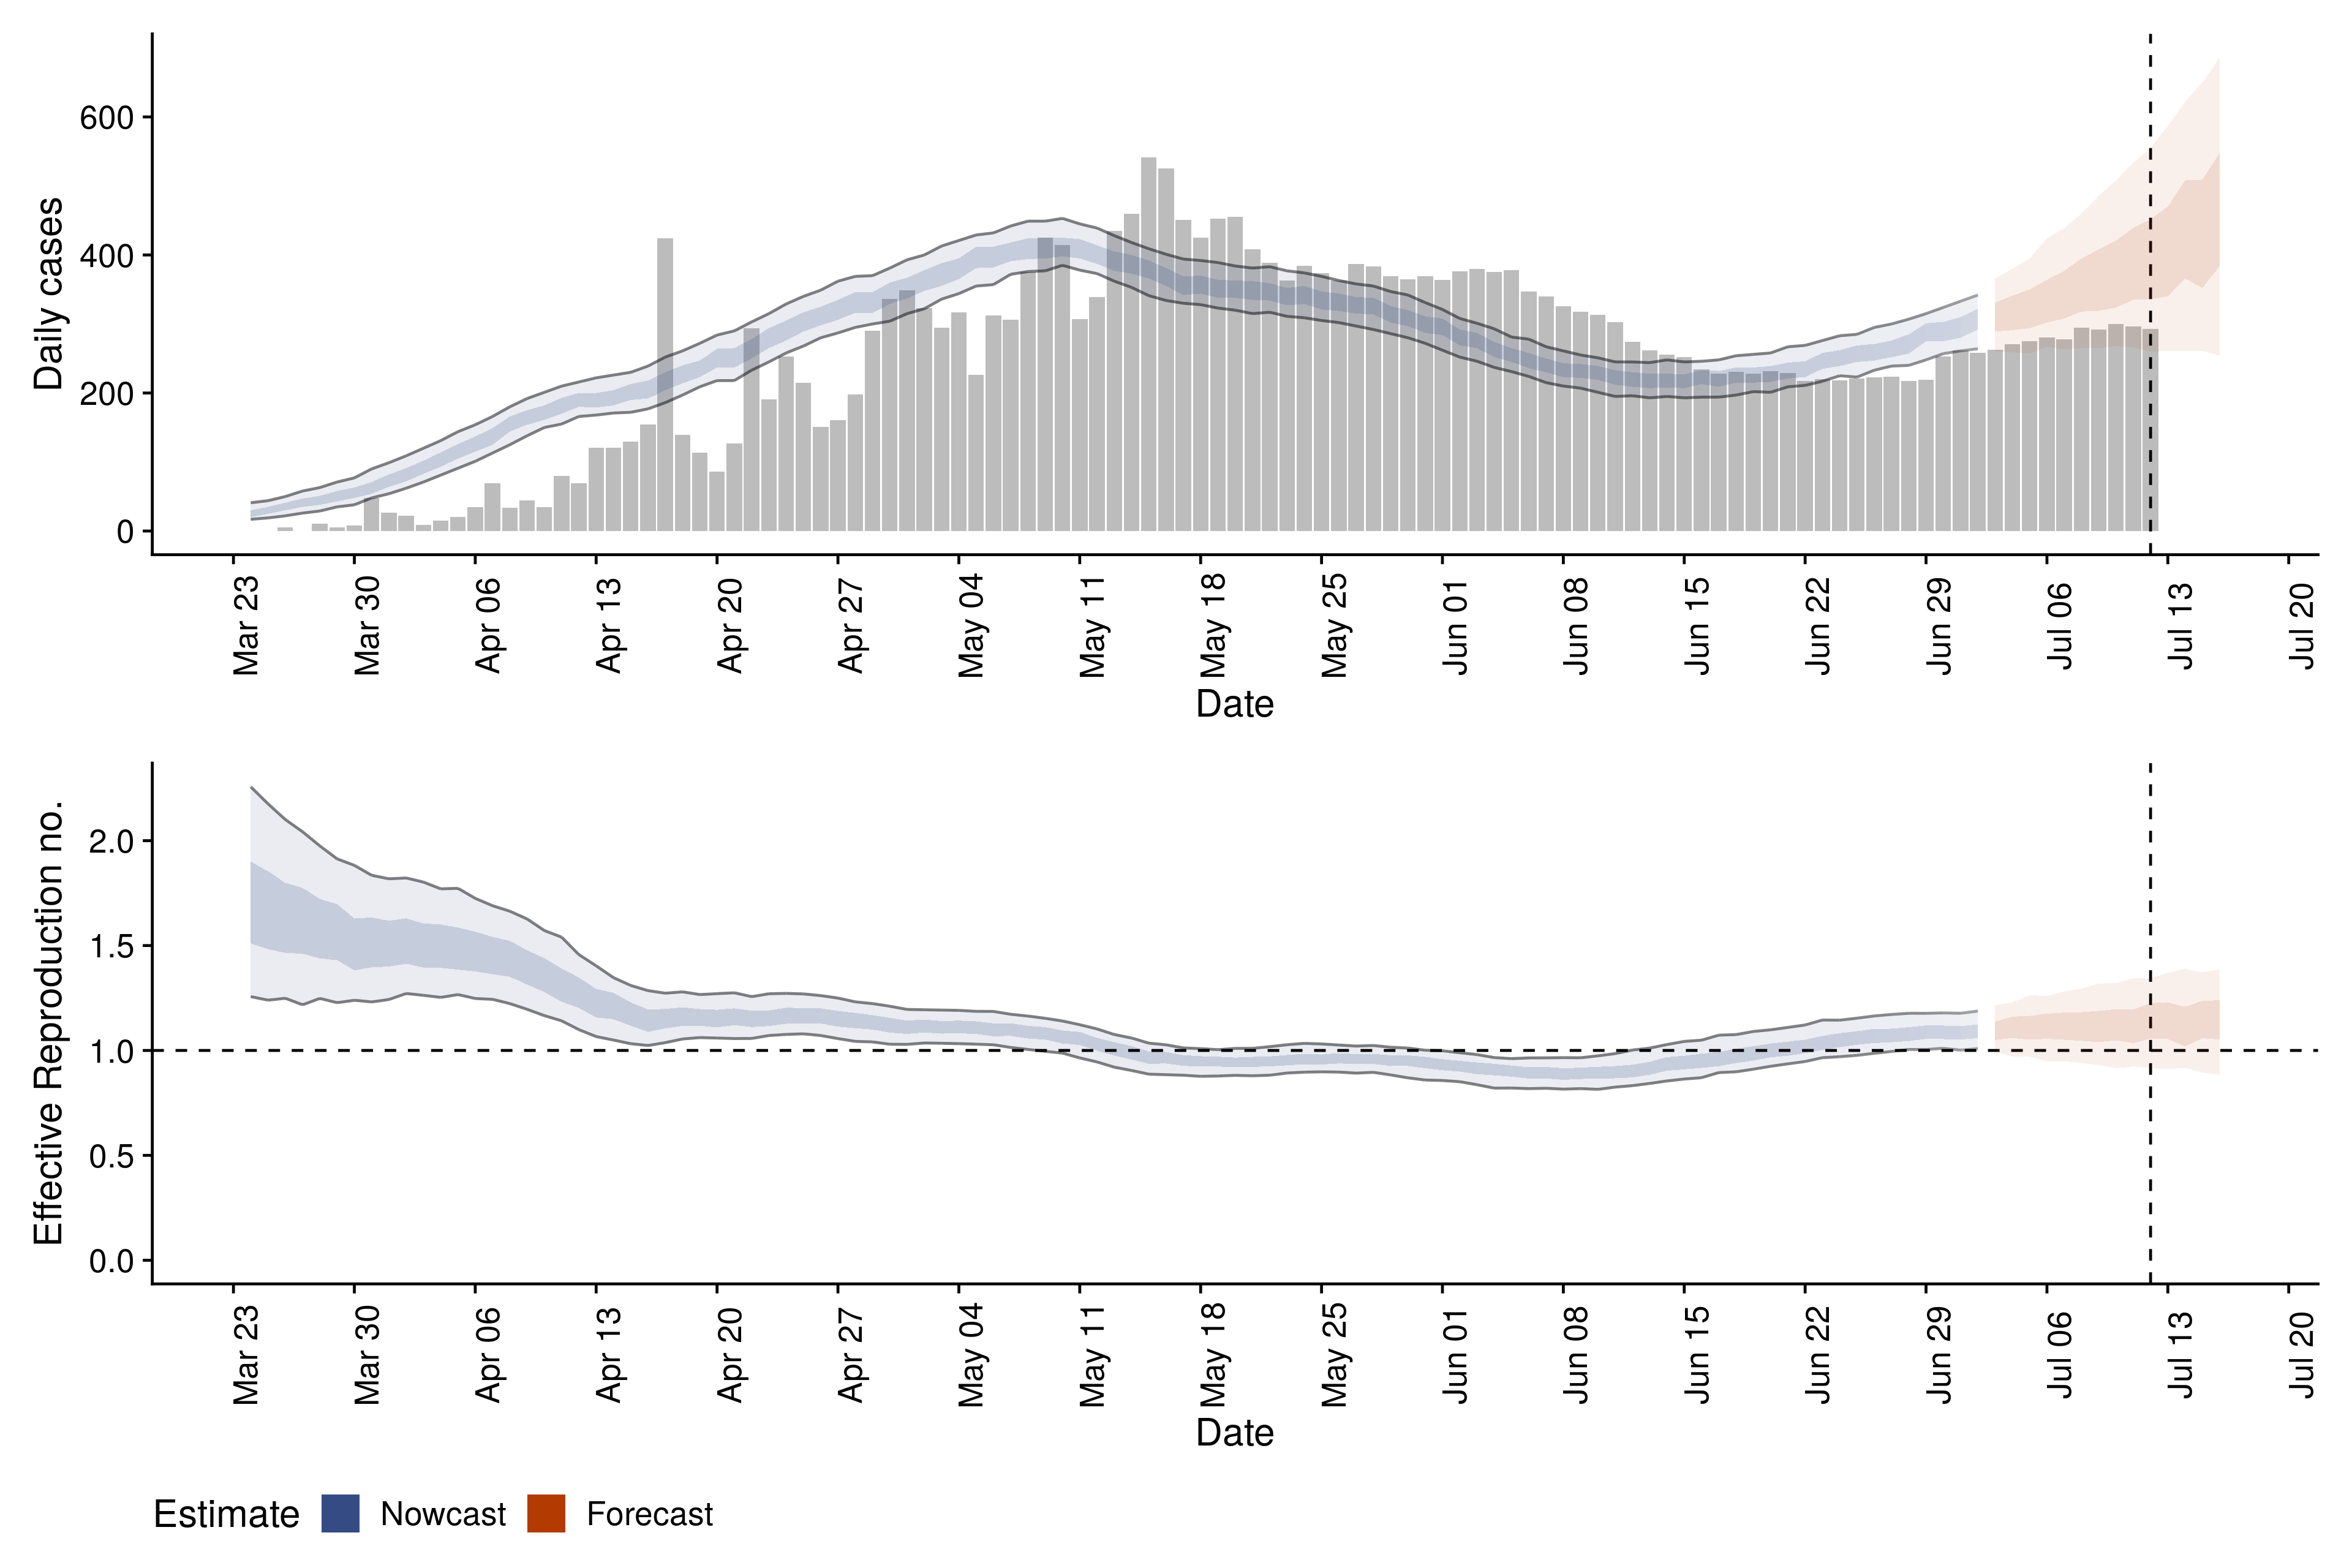 Daily cases
600
400
200
0
Mar 23 Mar 30 Apr 06 Apr 13 Apr 20 Apr 27 May 04 May 11 May 18 May 25 Jun 01 Jun 08 Jun 15 Jun 22 Jun 29 Jul 06 Jul 13 Jul 20
Date
Effective Reproduction no.
2.0
1.5
1.0
0.5
0.0
Mar 23 Mar 30 Apr 06 Apr 13 Apr 20 Apr 27 May 04 May 11 May 18 May 25 Jun 01 Jun 08 Jun 15 Jun 22 Jun 29 Jul 06 Jul 13 Jul 20
Date
Estimate Nowcast Forecast